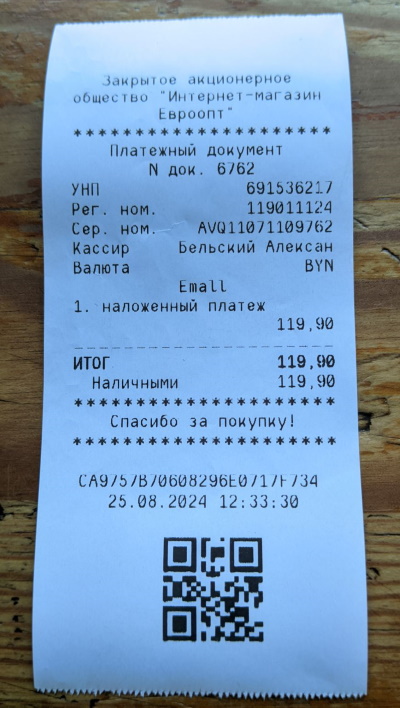 Закрытое акционерное
общество "Интернет-магазин
Евроопт"
*********************
Платежный документ
N док. 6762
УНП 691536217
Рег. ном. 119011124
Сер. ном. AVQ11071109762
Кассир Бельский Алексан
Валюта BYN
Emall
1. наложенный платеж
119,90
ИТОГ 119,90
Наличными 119,90
*********************
Спасибо за покупку!
*********************
CA9757B70608296E0717F734
25.08.2024 12:33:30